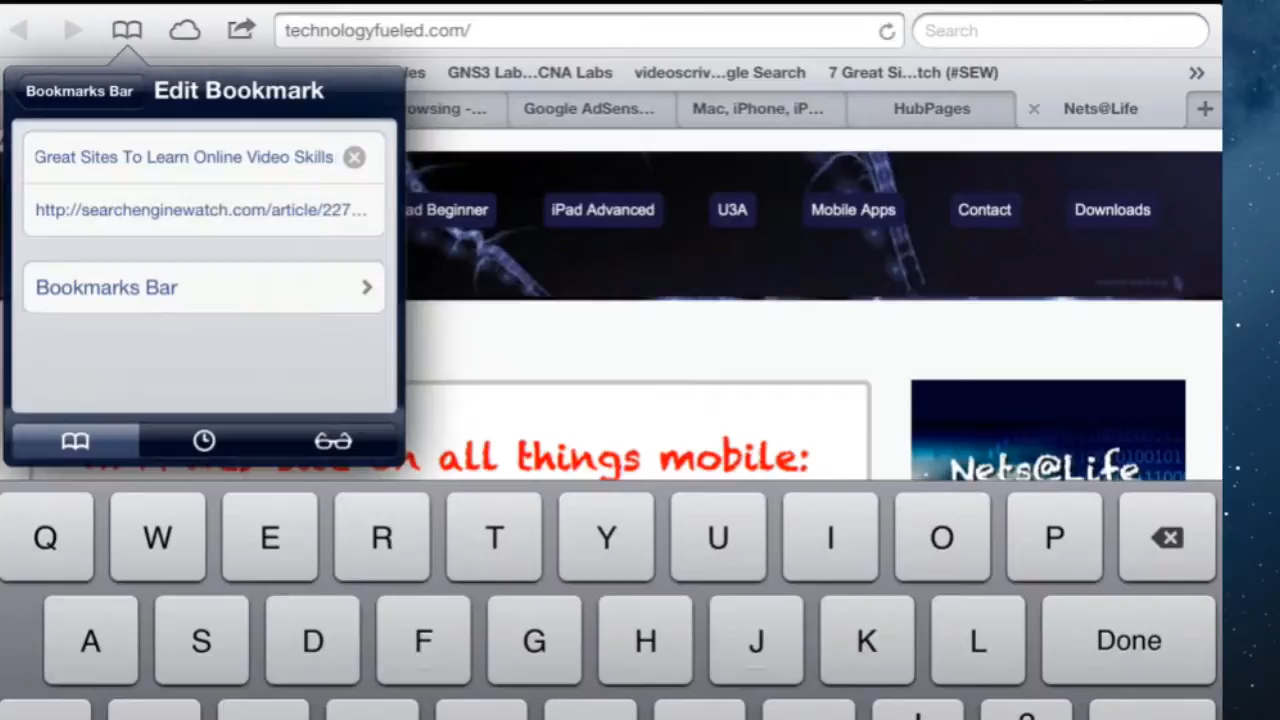 technologyfueled.com/
Search
GNS3 Lab...CNA Labs
videoscriv...gle Search
7 Great Si...tch (#SEW)
Bookmarks Bar
Edit Bookmark
owsing -...
Google AdSens...
Mac, iPhone, iP...
HubPages
Nets@Life
Great Sites To Learn Online Video Skills
http://searchenginewatch.com/article/227...
Bookmarks Bar
ad Beginner
iPad Advanced
U3A
Mobile Apps
Contact
Downloads
all things mobile:
Nets@Life
Q W E R T Y U I O P
A S D F G H J K L Done